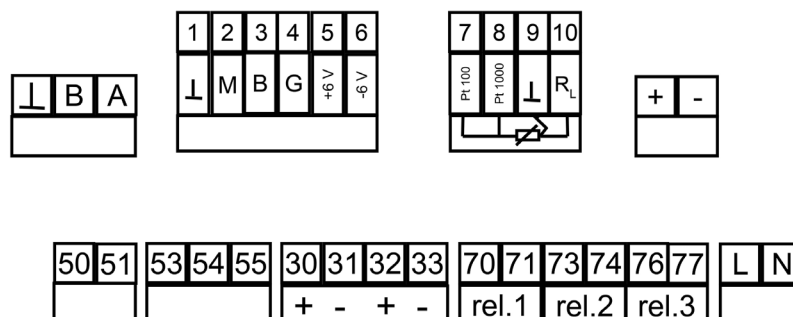 1 2 3 4 5 6
7 8 9 10
⊥ B A
⊥ M B G +6 V -6 V
Pt 100 Pt 1000 ⊥ RL
+ -
50 51 53 54 55 30 31 32 33 70 71 73 74 76 77 L N
+ - + - rel.1 rel.2 rel.3